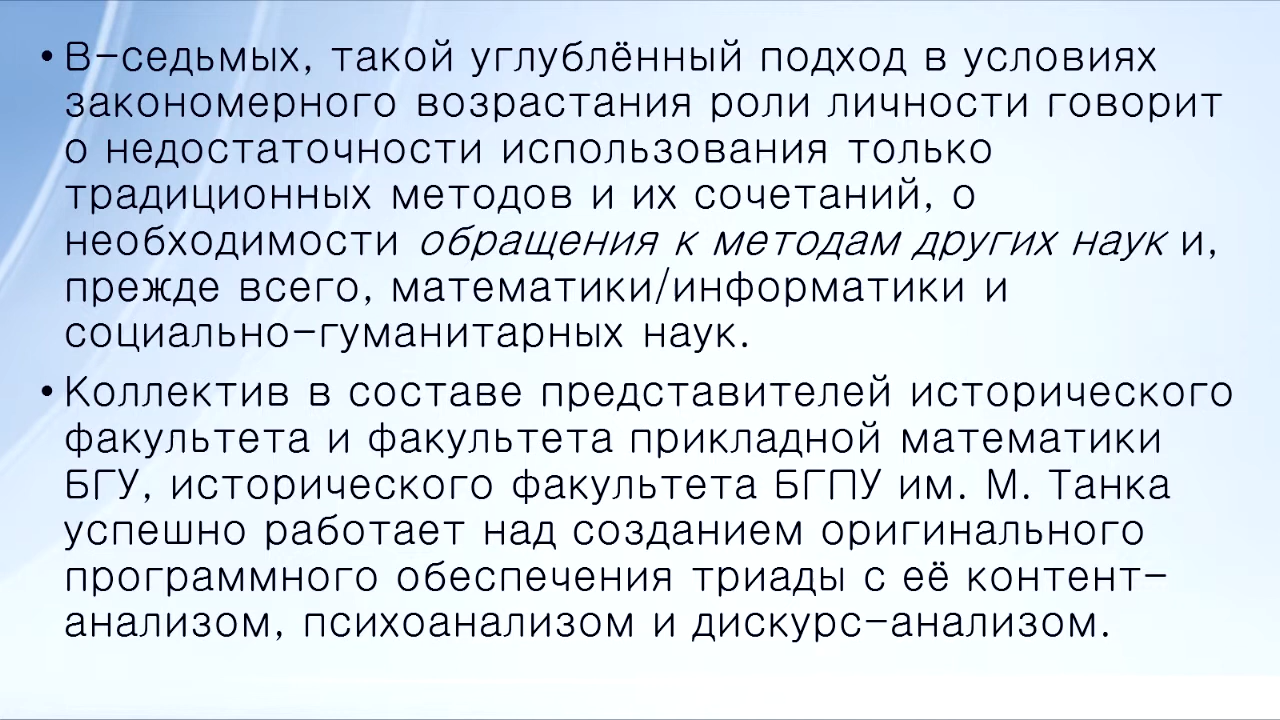 • В-седьмых, такой углублённый подход в условиях
закономерного возрастания роли личности говорит
о недостаточности использования только
традиционных методов и их сочетаний, о
необходимости обращения к методам других наук и,
прежде всего, математики/информатики и
социально-гуманитарных наук.
• Коллектив в составе представителей исторического
факультета и факультета прикладной математики
БГУ, исторического факультета БГПУ им. М. Танка
успешно работает над созданием оригинального
программного обеспечения триады с её контент-
анализом, психоанализом и дискурс-анализом.